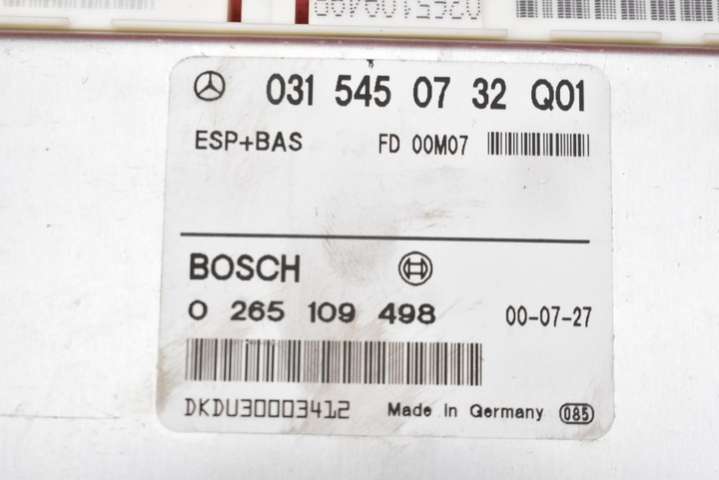 0265109498
031 545 07 32 Q01
ESP+BAS FD 00M07
BOSCH
0 265 109 498 00-07-27
DKDU30003412 Made in Germany 085